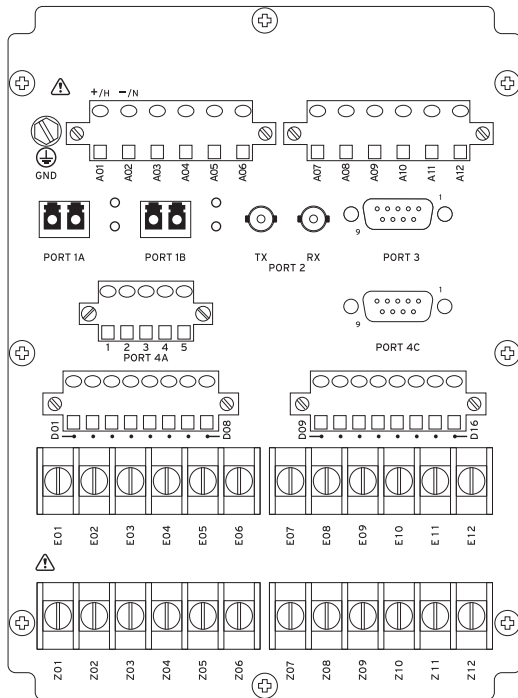 +/H −/N
GND
A01 A02 A03 A04 A05 A06
A07 A08 A09 A10 A11 A12
PORT 1A
PORT 1B
TX RX
PORT 2
1
9
PORT 3
1 2 3 4 5
PORT 4A
1
9
PORT 4C
D01 D08
D09 D16
E01 E02 E03 E04 E05 E06
E07 E08 E09 E10 E11 E12
Z01 Z02 Z03 Z04 Z05 Z06
Z07 Z08 Z09 Z10 Z11 Z12